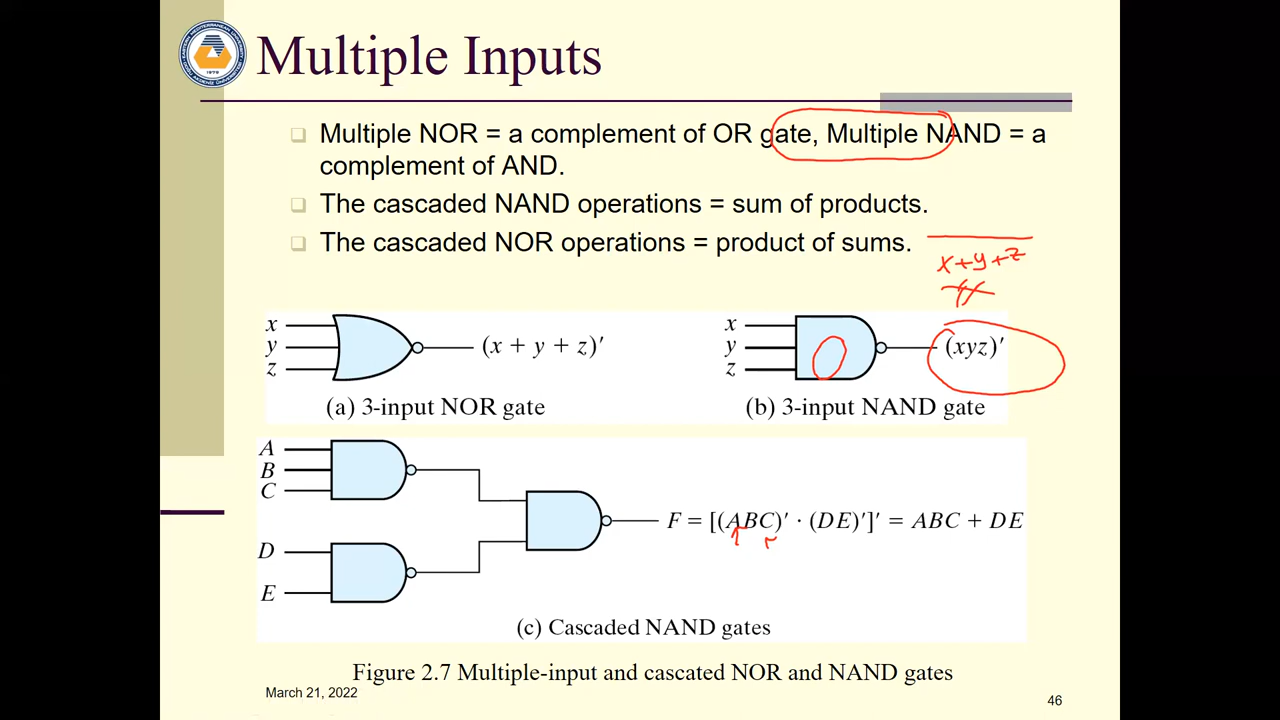 Multiple Inputs
Multiple NOR = a complement of OR gate, Multiple NAND = a
complement of AND.
The cascaded NAND operations = sum of products.
The cascaded NOR operations = product of sums.
x+y+z
x
y
z
(x + y + z)′
(a) 3-input NOR gate
x
y
z
(xyz)′
(b) 3-input NAND gate
A
B
C
D
E
F = [(ABC)′ · (DE)′]′ = ABC + DE
(c) Cascaded NAND gates
Figure 2.7 Multiple-input and cascated NOR and NAND gates
March 21, 2022
46